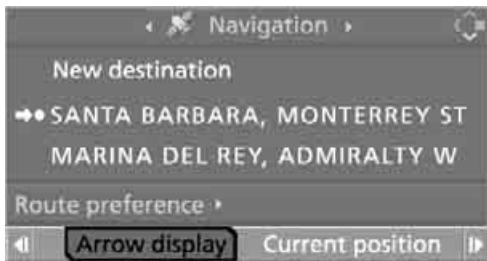 Navigation
New destination
SANTA BARBARA, MONTERREY ST
MARINA DEL REY, ADMIRALTY W
Route preference
Arrow display Current position